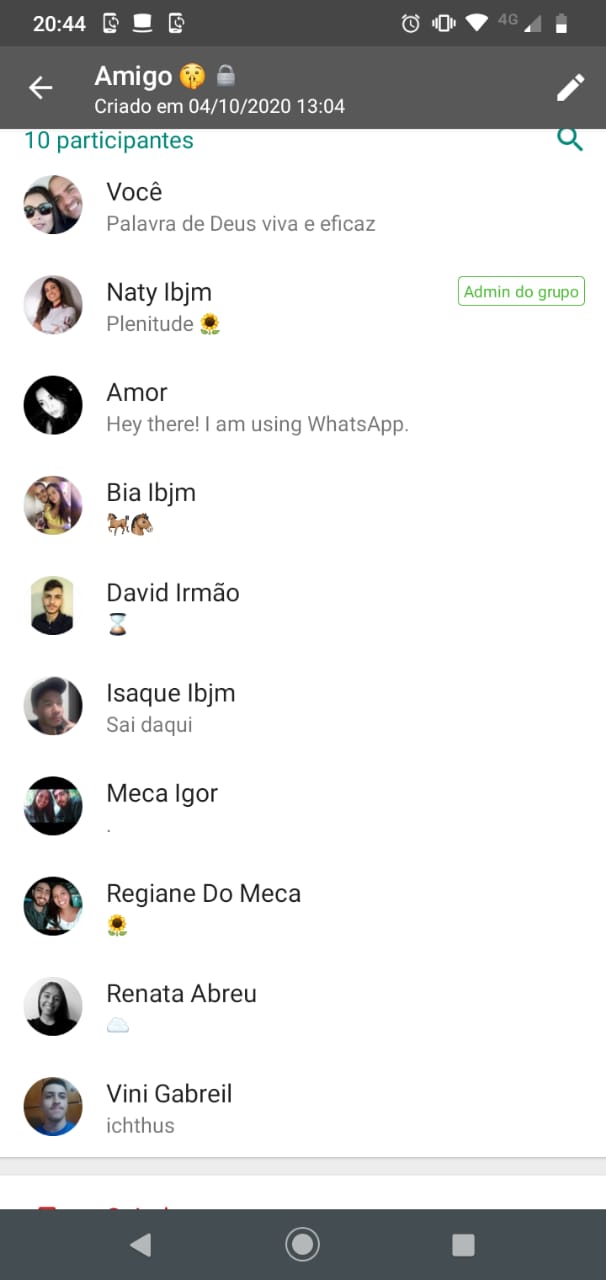 20:44 4G
Amigo 🤫 🔒
Criado em 04/10/2020 13:04
10 participantes
Você
Palavra de Deus viva e eficaz
Naty Ibjm
Admin do grupo
Plenitude 🌻
Amor
Hey there! I am using WhatsApp.
Bia Ibjm
🐎🐴
David Irmão
⏳
Isaque Ibjm
Sai daqui
Meca Igor
.
Regiane Do Meca
🌻
Renata Abreu
☁️
Vini Gabreil
ichthus